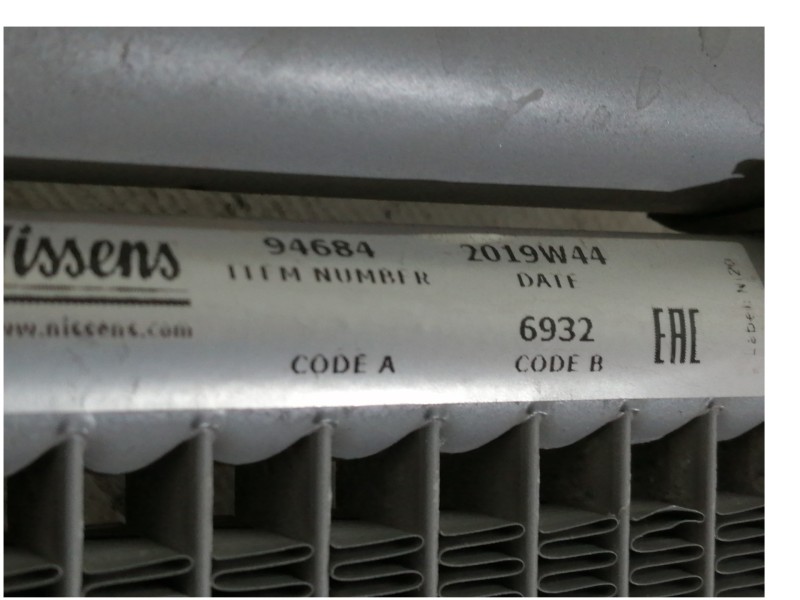 Nissens 94684 2019W44
ITEM NUMBER DATE
www.nissens.com 6932 EAC
CODE A CODE B